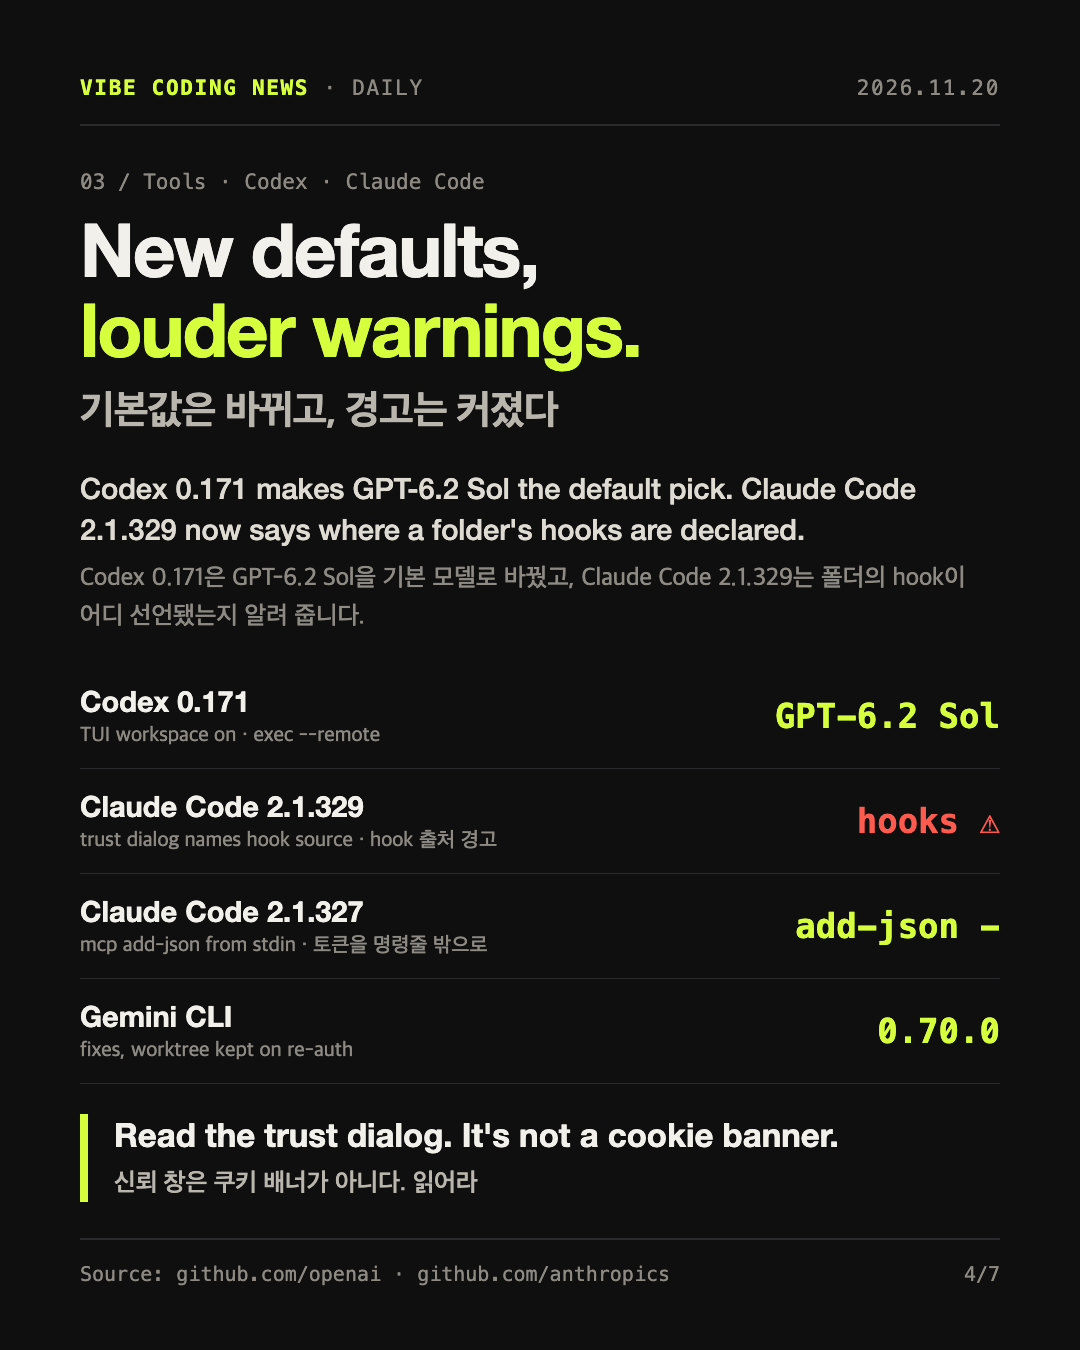 VIBE CODING NEWS · DAILY
2026.11.20
03 / Tools · Codex · Claude Code
New defaults,
louder warnings.
기본값은 바뀌고, 경고는 커졌다
Codex 0.171 makes GPT-6.2 Sol the default pick. Claude Code
2.1.329 now says where a folder's hooks are declared.
Codex 0.171은 GPT-6.2 Sol을 기본 모델로 바꿨고, Claude Code 2.1.329는 폴더의 hook이
어디 선언됐는지 알려 줍니다.
Codex 0.171
TUI workspace on · exec --remote
GPT-6.2 Sol
Claude Code 2.1.329
trust dialog names hook source · hook 출처 경고
hooks ⚠
Claude Code 2.1.327
mcp add-json from stdin · 토큰을 명령줄 밖으로
add-json -
Gemini CLI
fixes, worktree kept on re-auth
0.70.0
Read the trust dialog. It's not a cookie banner.
신뢰 창은 쿠키 배너가 아니다. 읽어라
Source: github.com/openai · github.com/anthropics
4/7